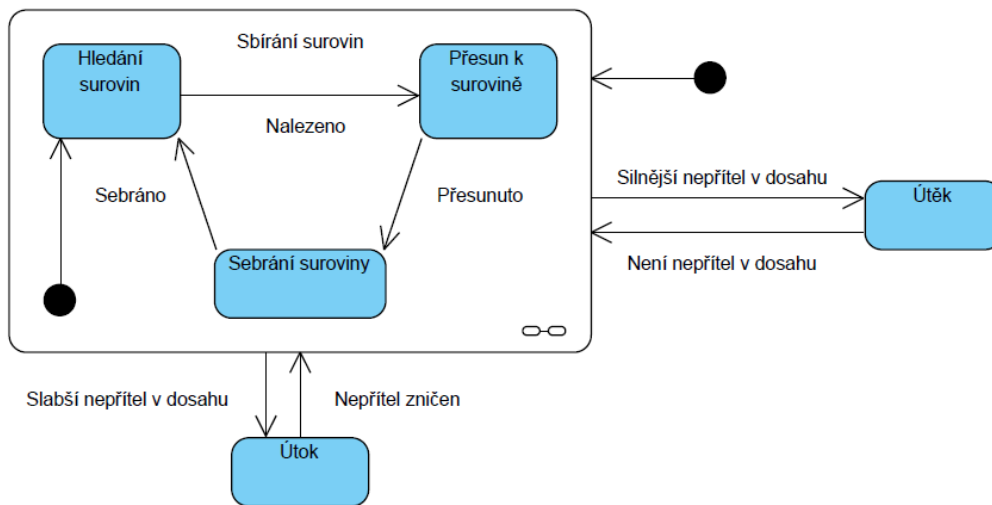 Sbírání surovin
Hledání
surovin
Přesun k
surovině
Nalezeno
Sebráno
Přesunuto
Sebrání suroviny
Silnější nepřítel v dosahu
Útěk
Není nepřítel v dosahu
Slabší nepřítel v dosahu
Nepřítel zničen
Útok